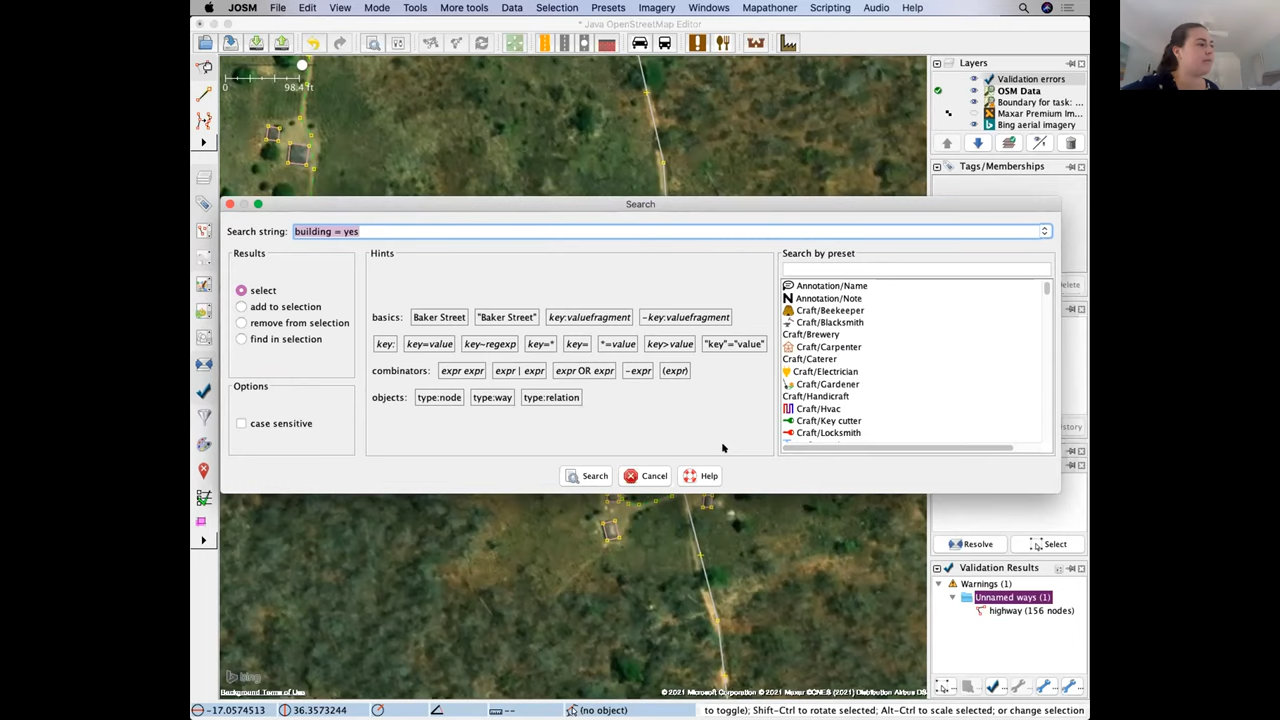 JOSM File Edit View Mode Tools More tools Data Selection Presets Imagery Windows Mapathoner Scripting Audio Help
* Java OpenStreetMap Editor
0 98.4 ft
Layers
Validation errors
OSM Data
Boundary for task: ...
Maxar Premium Im...
Bing aerial imagery
Tags/Memberships
Search
Search string: building = yes
Results
select
add to selection
remove from selection
find in selection
Options
case sensitive
Hints
basics: Baker Street "Baker Street" key:valuefragment -key:valuefragment
key: key=value key~regexp key=* key= *=value key>value "key"="value"
combinators: expr expr expr | expr expr OR expr -expr (expr)
objects: type:node type:way type:relation
Search by preset
Annotation/Name
Annotation/Note
Craft/Beekeeper
Craft/Blacksmith
Craft/Brewery
Craft/Carpenter
Craft/Caterer
Craft/Electrician
Craft/Gardener
Craft/Handicraft
Craft/Hvac
Craft/Key cutter
Craft/Locksmith
Search Cancel Help
elete
istory
Resolve Select
Validation Results
Warnings (1)
Unnamed ways (1)
highway (156 nodes)
bing
Background Terms of Use
© 2021 Microsoft Corporation © 2021 Maxar ©CNES (2021) Distribution Airbus DS
-17.0574513 36.3573244 -- (no object) to toggle); Shift-Ctrl to rotate selected; Alt-Ctrl to scale selected; or change selection